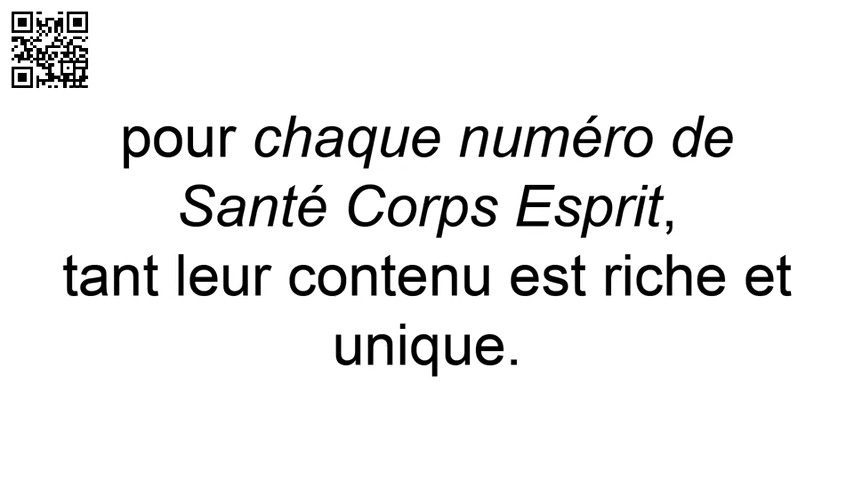 pour chaque numéro de
Santé Corps Esprit,
tant leur contenu est riche et
unique.